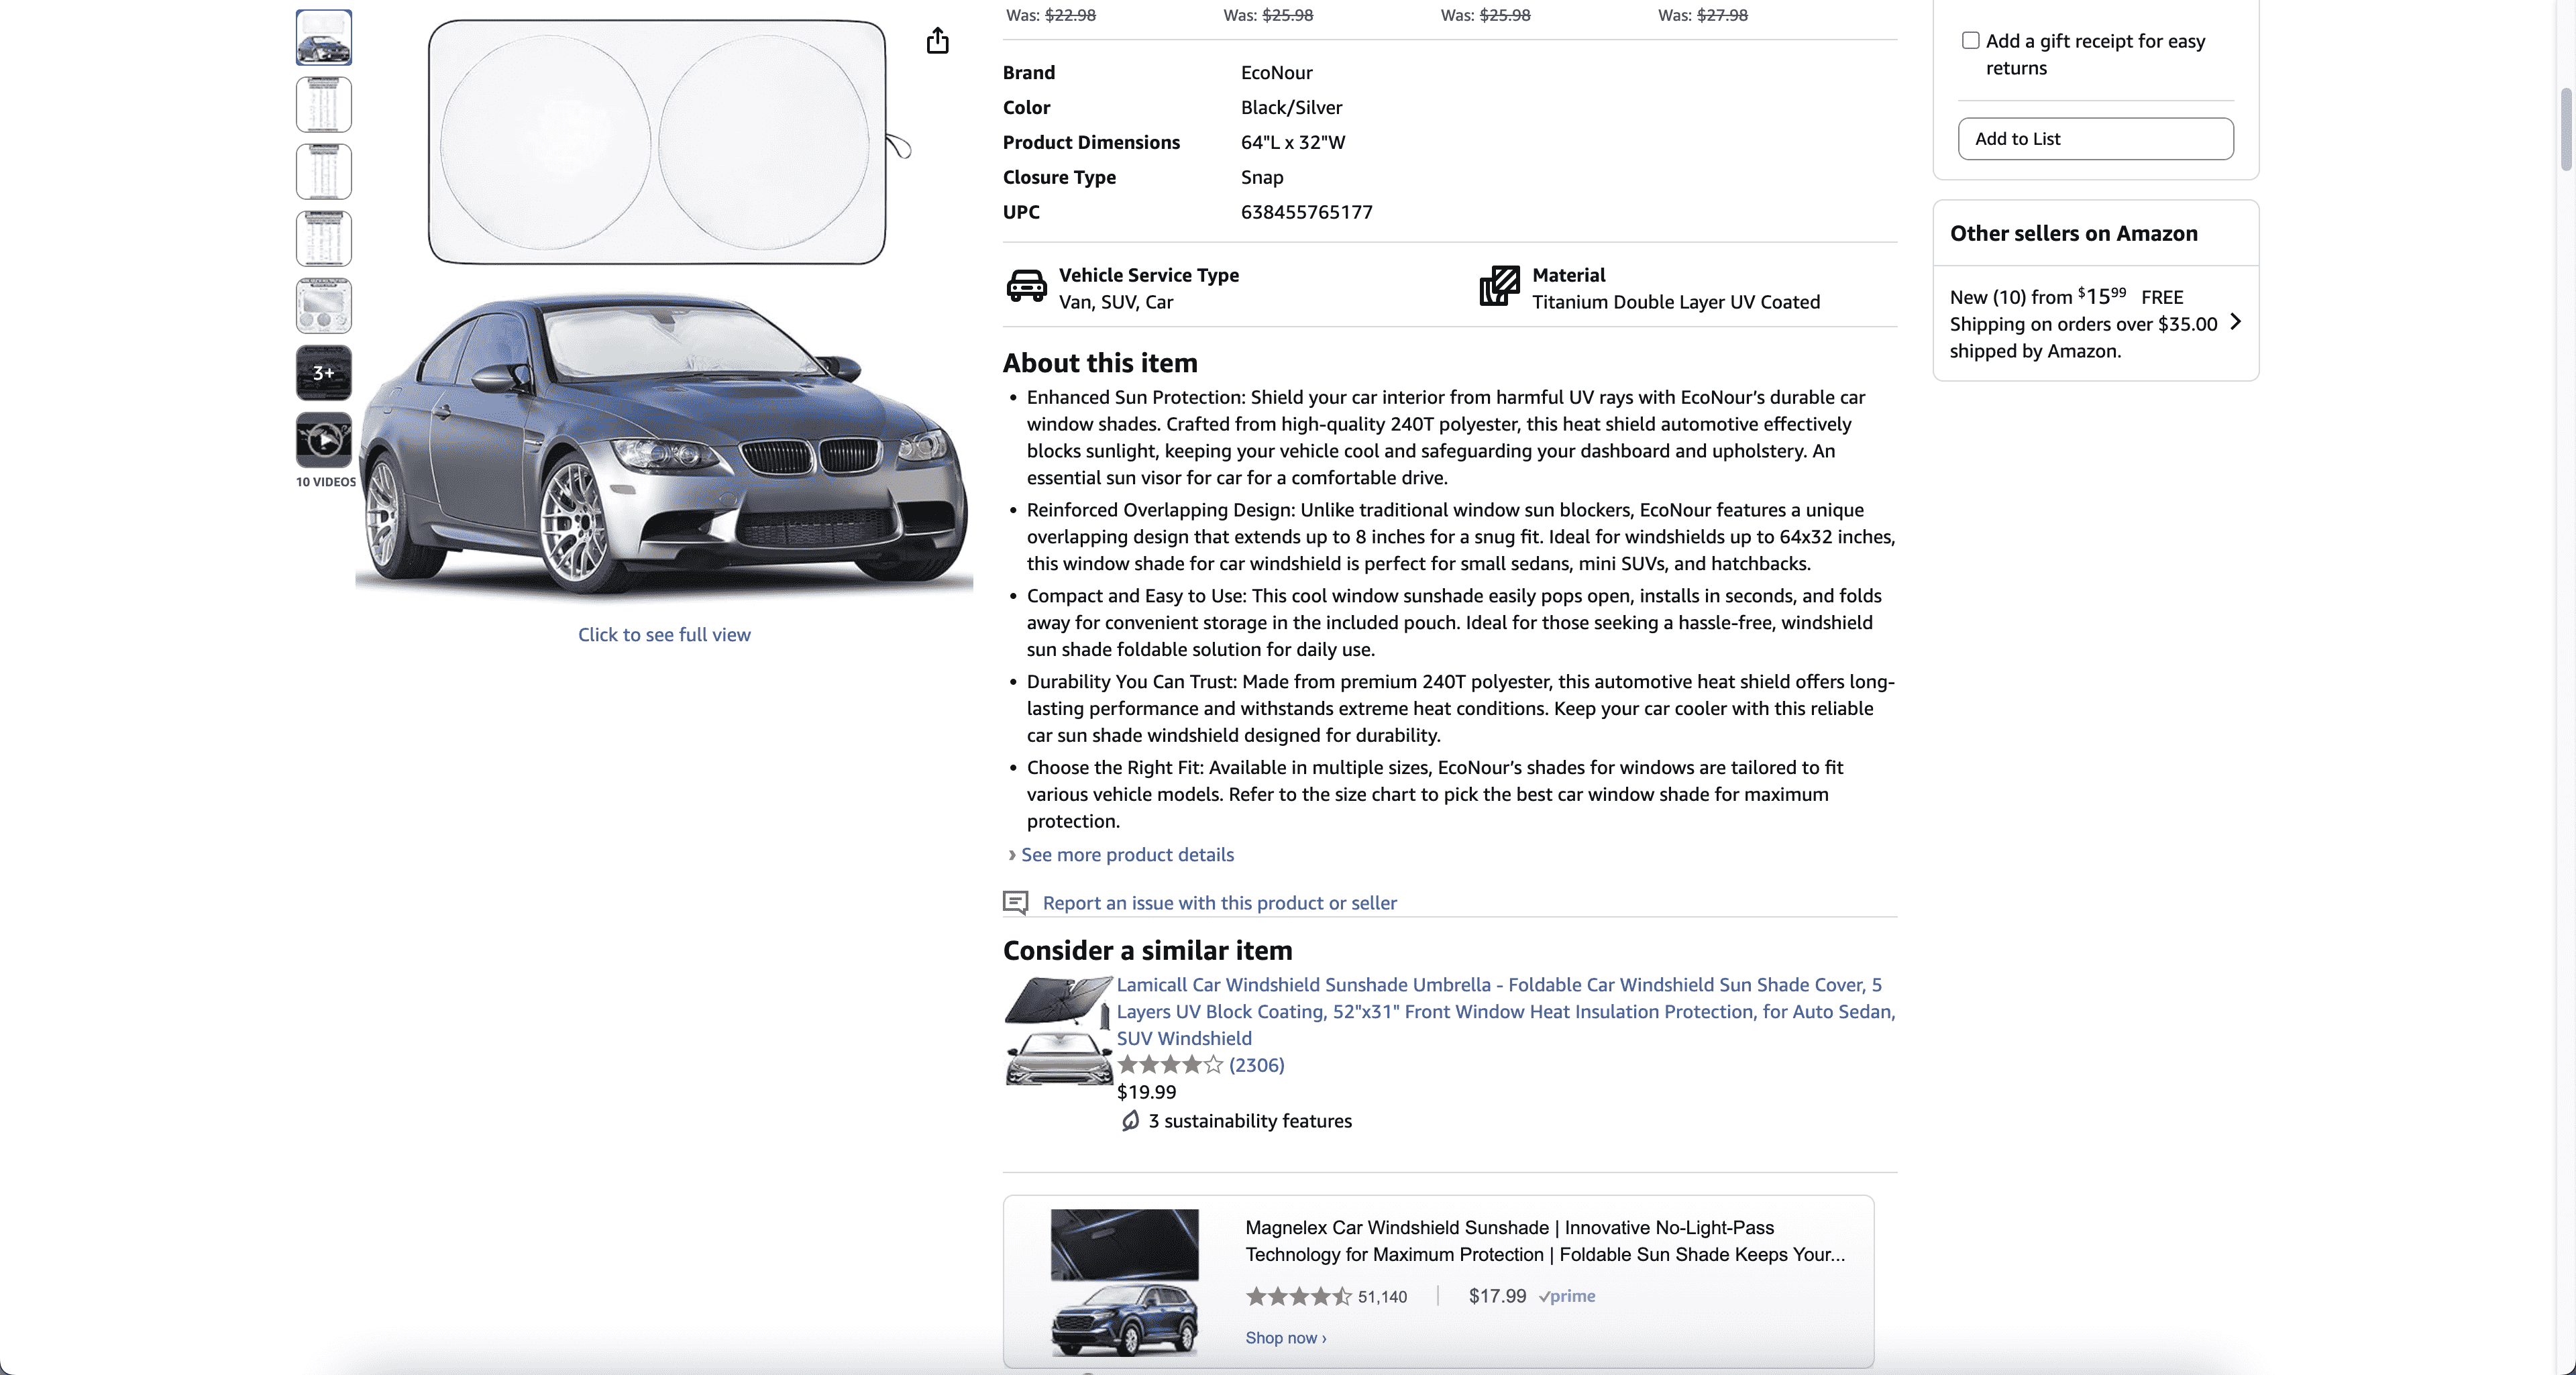 Was: $22.98
Was: $25.98
Was: $25.98
Was: $27.98
Brand EcoNour
Color Black/Silver
Product Dimensions 64"L x 32"W
Closure Type Snap
UPC 638455765177
Vehicle Service Type
Van, SUV, Car
Material
Titanium Double Layer UV Coated
About this item
• Enhanced Sun Protection: Shield your car interior from harmful UV rays with EcoNour’s durable car
window shades. Crafted from high-quality 240T polyester, this heat shield automotive effectively
blocks sunlight, keeping your vehicle cool and safeguarding your dashboard and upholstery. An
essential sun visor for car for a comfortable drive.
• Reinforced Overlapping Design: Unlike traditional window sun blockers, EcoNour features a unique
overlapping design that extends up to 8 inches for a snug fit. Ideal for windshields up to 64x32 inches,
this window shade for car windshield is perfect for small sedans, mini SUVs, and hatchbacks.
• Compact and Easy to Use: This cool window sunshade easily pops open, installs in seconds, and folds
away for convenient storage in the included pouch. Ideal for those seeking a hassle-free, windshield
sun shade foldable solution for daily use.
• Durability You Can Trust: Made from premium 240T polyester, this automotive heat shield offers long-
lasting performance and withstands extreme heat conditions. Keep your car cooler with this reliable
car sun shade windshield designed for durability.
• Choose the Right Fit: Available in multiple sizes, EcoNour’s shades for windows are tailored to fit
various vehicle models. Refer to the size chart to pick the best car window shade for maximum
protection.
› See more product details
Report an issue with this product or seller
Consider a similar item
Lamicall Car Windshield Sunshade Umbrella - Foldable Car Windshield Sun Shade Cover, 5
Layers UV Block Coating, 52"x31" Front Window Heat Insulation Protection, for Auto Sedan,
SUV Windshield
(2306)
$19.99
3 sustainability features
Magnelex Car Windshield Sunshade | Innovative No-Light-Pass
Technology for Maximum Protection | Foldable Sun Shade Keeps Your...
51,140 | $17.99 prime
Shop now ›
3+
10 VIDEOS
Click to see full view
Add a gift receipt for easy
returns
Add to List
Other sellers on Amazon
New (10) from $15⁹⁹ FREE
Shipping on orders over $35.00
shipped by Amazon.